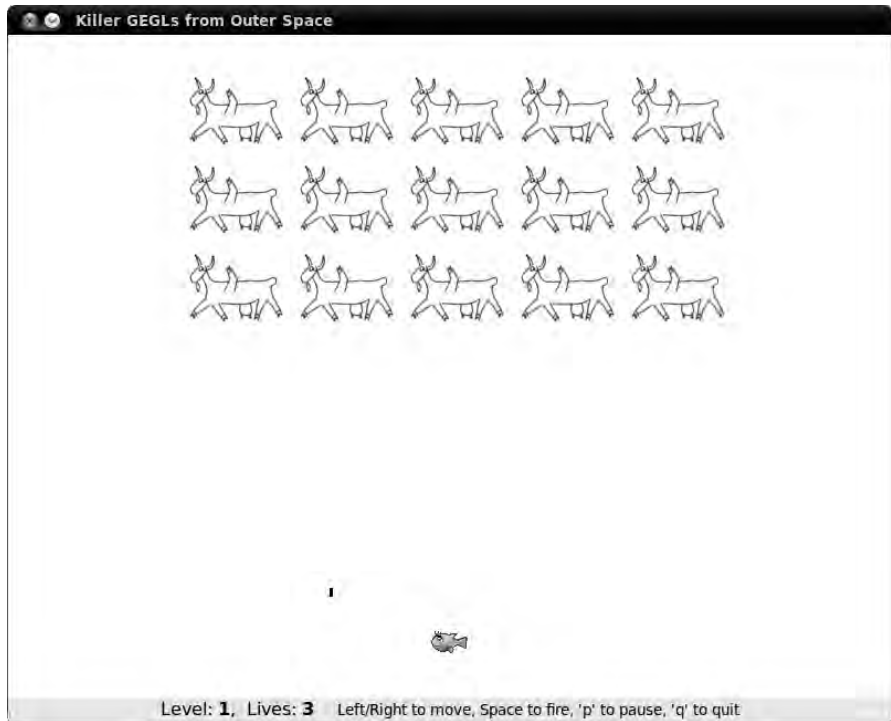 Killer GEGLs from Outer Space
Level: 1, Lives: 3 Left/Right to move, Space to fire, 'p' to pause, 'q' to quit